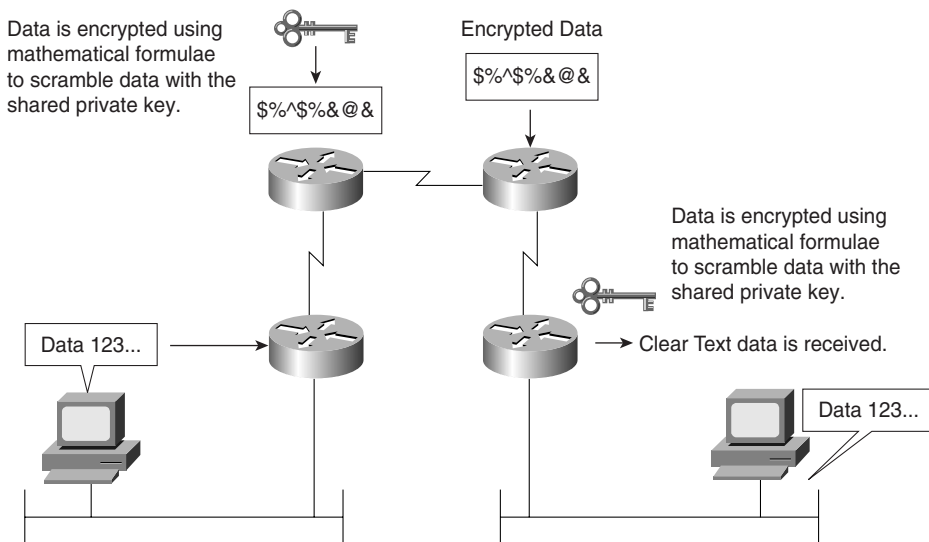 Data is encrypted using
mathematical formulae
to scramble data with the
shared private key.
$%^$%&@&
Encrypted Data
$%^$%&@&
Data is encrypted using
mathematical formulae
to scramble data with the
shared private key.
Data 123...
Clear Text data is received.
Data 123...